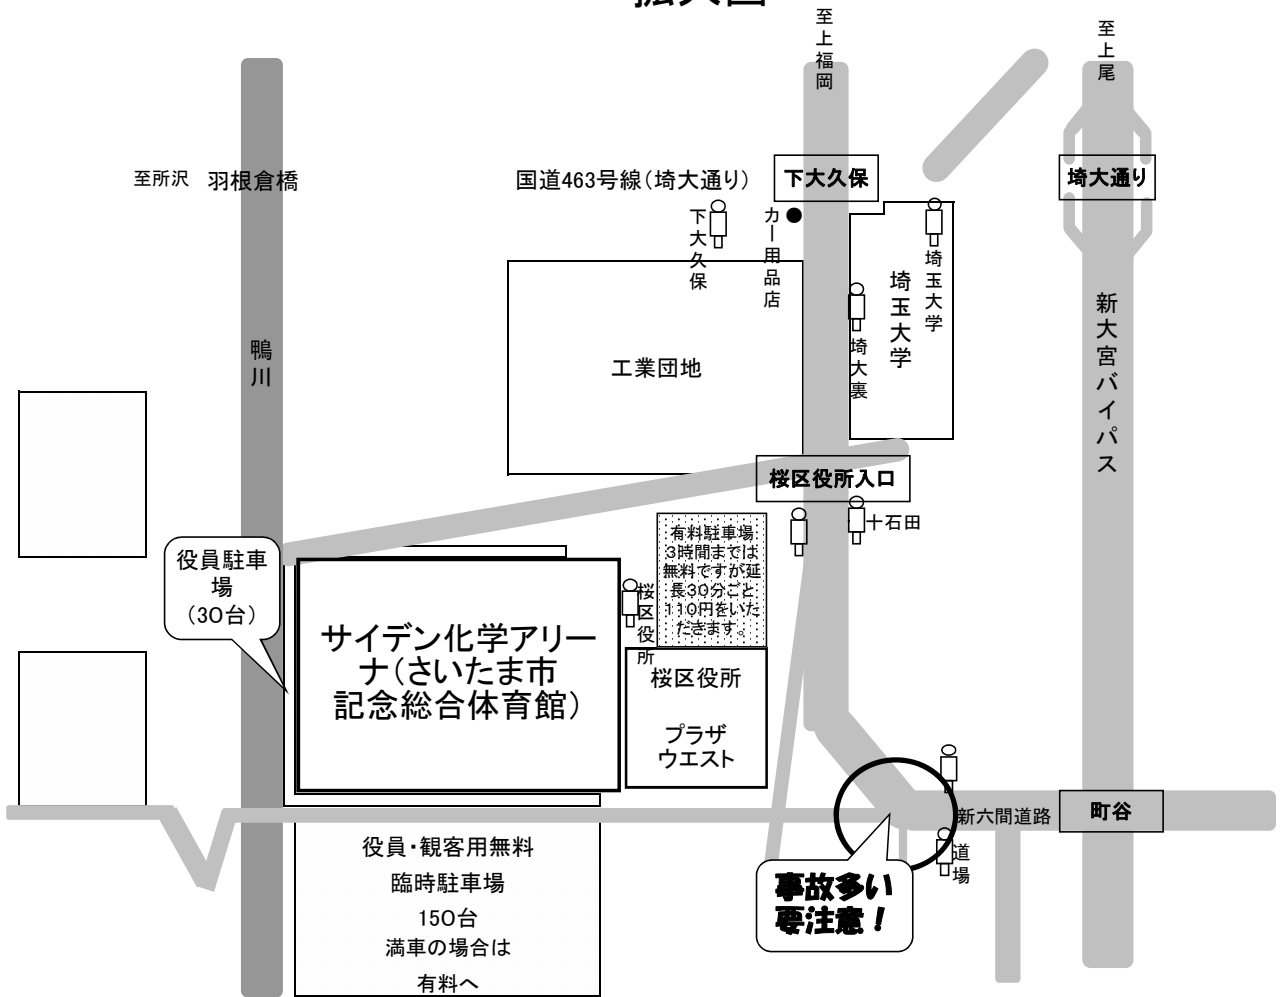 拡大図
至上福岡
至上尾
至所沢
羽根倉橋
国道463号線(埼大通り)
下大久保
埼大通り
下大久保
カー用品店
埼玉大学
埼玉大学
埼大裏
新大宮バイパス
鴨川
工業団地
桜区役所入口
十石田
有料駐車場
3時間までは
無料ですが延
長30分ごと
110円をいた
だきます。
役員駐車
場
(30台)
桜区役所
サイデン化学アリー
ナ(さいたま市
記念総合体育館)
桜区役所
プラザ
ウエスト
新六間道路
町谷
道場
事故多い
要注意!
役員・観客用無料
臨時駐車場
150台
満車の場合は
有料へ